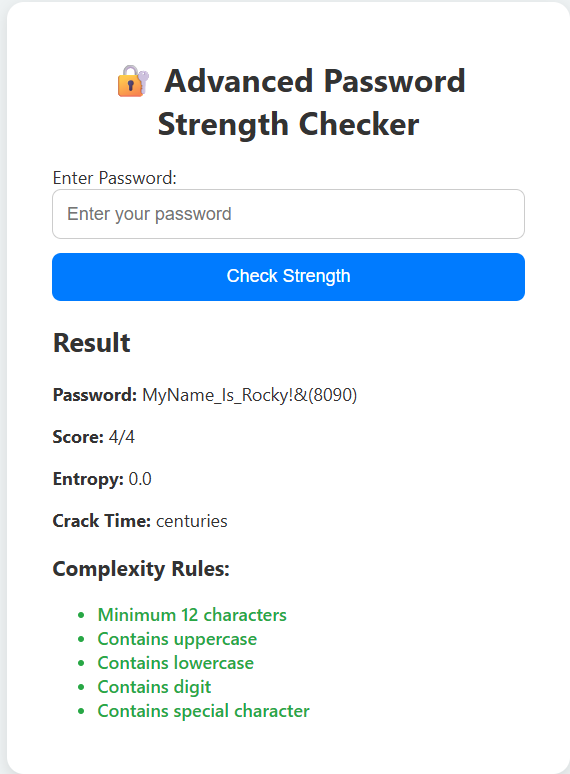 🔐 Advanced Password
Strength Checker
Enter Password:
Enter your password
Check Strength
Result
Password: MyName_Is_Rocky!&(8090)
Score: 4/4
Entropy: 0.0
Crack Time: centuries
Complexity Rules:
• Minimum 12 characters
• Contains uppercase
• Contains lowercase
• Contains digit
• Contains special character